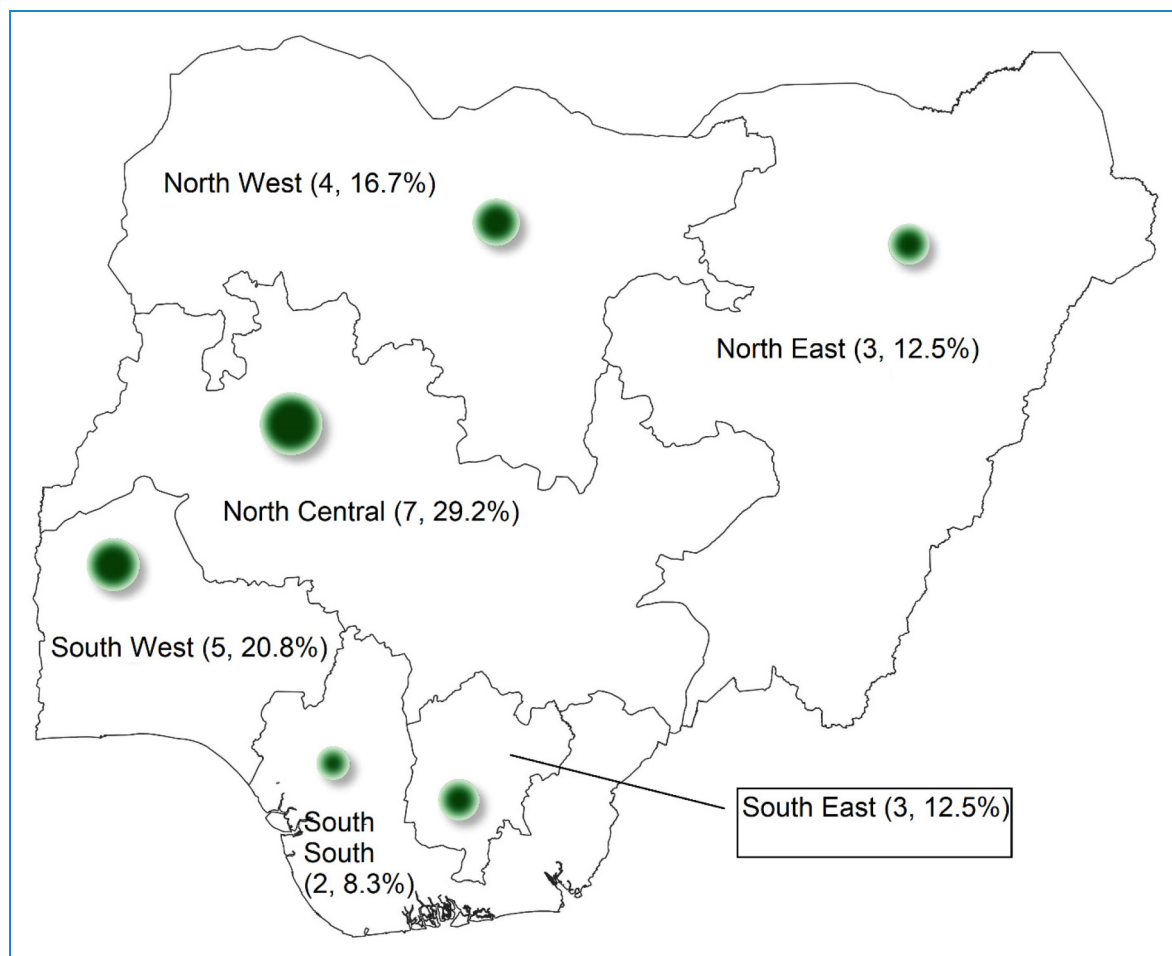 North West (4, 16.7%)
North East (3, 12.5%)
North Central (7, 29.2%)
South West (5, 20.8%)
South
South
(2, 8.3%)
South East (3, 12.5%)